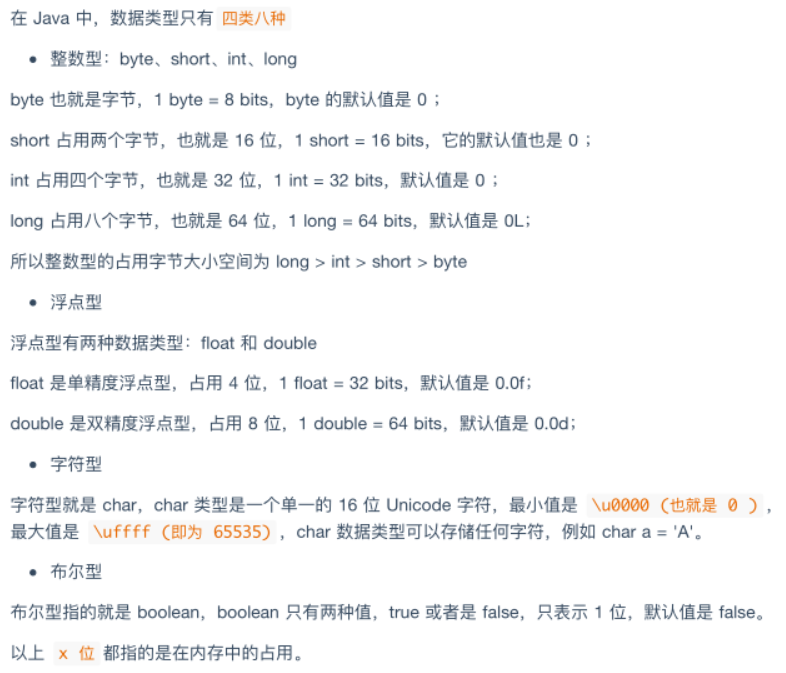 在 Java 中，数据类型只有 四类八种
• 整数型：byte、short、int、long
byte 也就是字节，1 byte = 8 bits，byte 的默认值是 0 ；
short 占用两个字节，也就是 16 位，1 short = 16 bits，它的默认值也是 0 ；
int 占用四个字节，也就是 32 位，1 int = 32 bits，默认值是 0 ；
long 占用八个字节，也就是 64 位，1 long = 64 bits，默认值是 0L；
所以整数型的占用字节大小空间为 long > int > short > byte
• 浮点型
浮点型有两种数据类型：float 和 double
float 是单精度浮点型，占用 4 位，1 float = 32 bits，默认值是 0.0f；
double 是双精度浮点型，占用 8 位，1 double = 64 bits，默认值是 0.0d；
• 字符型
字符型就是 char，char 类型是一个单一的 16 位 Unicode 字符，最小值是 \u0000 (也就是 0 )，
最大值是 \uffff (即为 65535)，char 数据类型可以存储任何字符，例如 char a = 'A'。
• 布尔型
布尔型指的就是 boolean，boolean 只有两种值，true 或者是 false，只表示 1 位，默认值是 false。
以上 x 位 都指的是在内存中的占用。